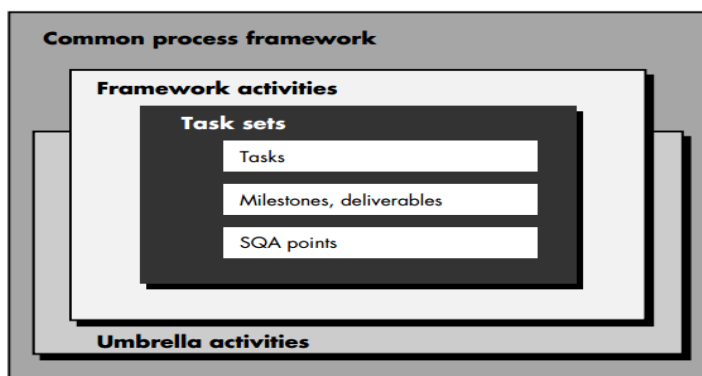 Common process framework
Framework activities
Task sets
Tasks
Milestones, deliverables
SQA points
Umbrella activities